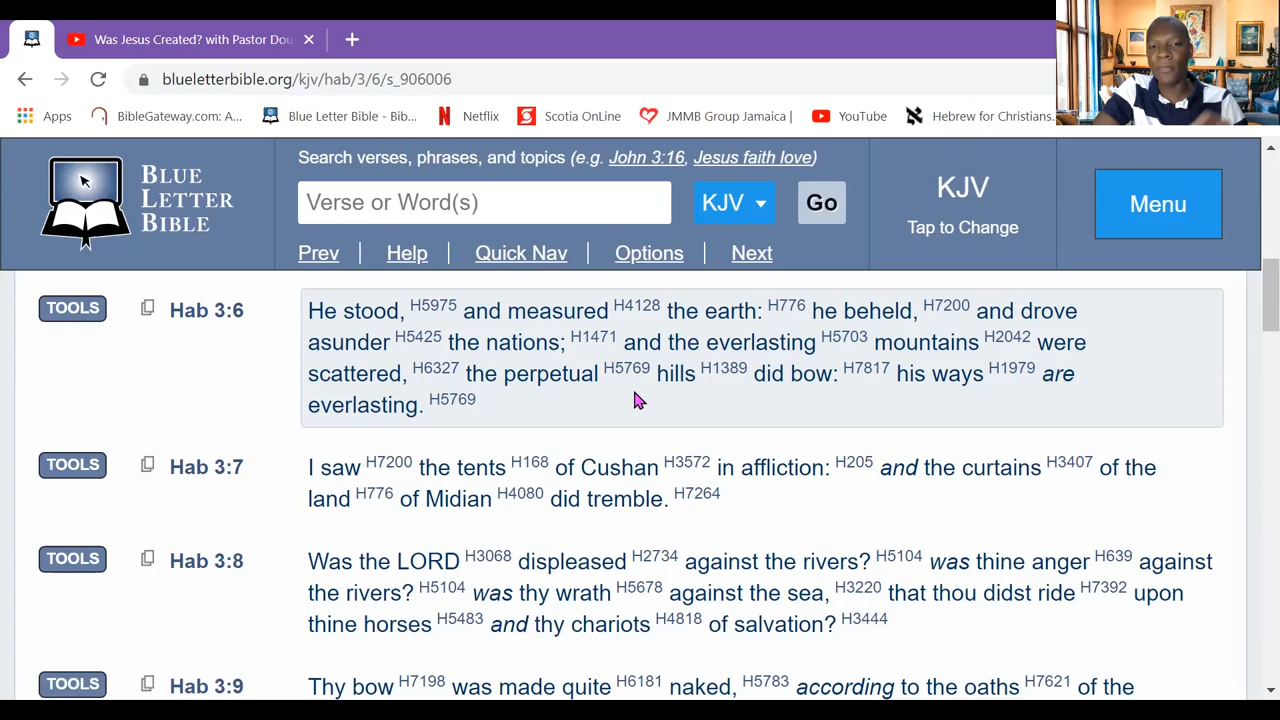 Was Jesus Created? with Pastor Dou
blueletterbible.org/kjv/hab/3/6/s_906006
Apps BibleGateway.com: A... Blue Letter Bible - Bib... Netflix Scotia OnLine JMMB Group Jamaica | YouTube Hebrew for Christians.
BLUE
LETTER
BIBLE
Search verses, phrases, and topics (e.g. John 3:16, Jesus faith love)
Verse or Word(s) KJV Go
Prev | Help | Quick Nav | Options | Next
KJV
Tap to Change
Menu
TOOLS Hab 3:6 He stood, H5975 and measured H4128 the earth: H776 he beheld, H7200 and drove
asunder H5425 the nations; H1471 and the everlasting H5703 mountains H2042 were
scattered, H6327 the perpetual H5769 hills H1389 did bow: H7817 his ways H1979 are
everlasting. H5769
TOOLS Hab 3:7 I saw H7200 the tents H168 of Cushan H3572 in affliction: H205 and the curtains H3407 of the
land H776 of Midian H4080 did tremble. H7264
TOOLS Hab 3:8 Was the LORD H3068 displeased H2734 against the rivers? H5104 was thine anger H639 against
the rivers? H5104 was thy wrath H5678 against the sea, H3220 that thou didst ride H7392 upon
thine horses H5483 and thy chariots H4818 of salvation? H3444
TOOLS Hab 3:9 Thy bow H7198 was made quite H6181 naked, H5783 according to the oaths H7621 of the